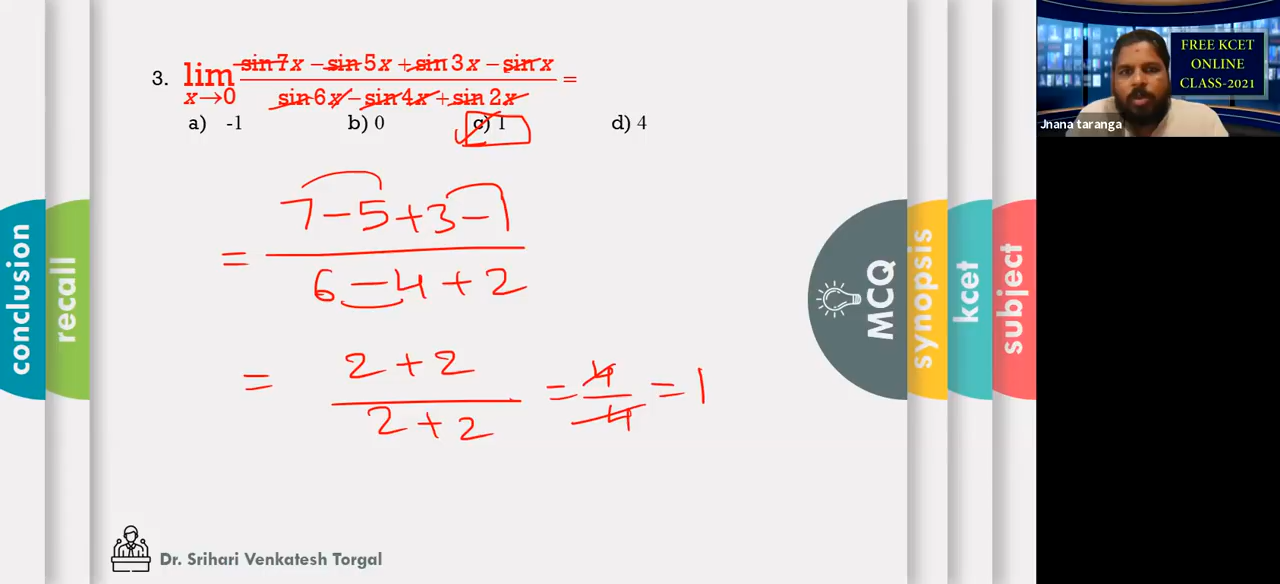 3. lim x→0 (sin 7x − sin 5x + sin 3x − sin x) / (sin 6x − sin 4x + sin 2x) =
a) -1 b) 0 c) 1 d) 4
= (7 − 5 + 3 − 1) / (6 − 4 + 2)
= (2 + 2) / (2 + 2) = 4/4 = 1
Dr. Srihari Venkatesh Torgal
conclusion
recall
MCQ
synopsis
kcet
subject
FREE KCET
ONLINE
CLASS-2021
Jnana taranga